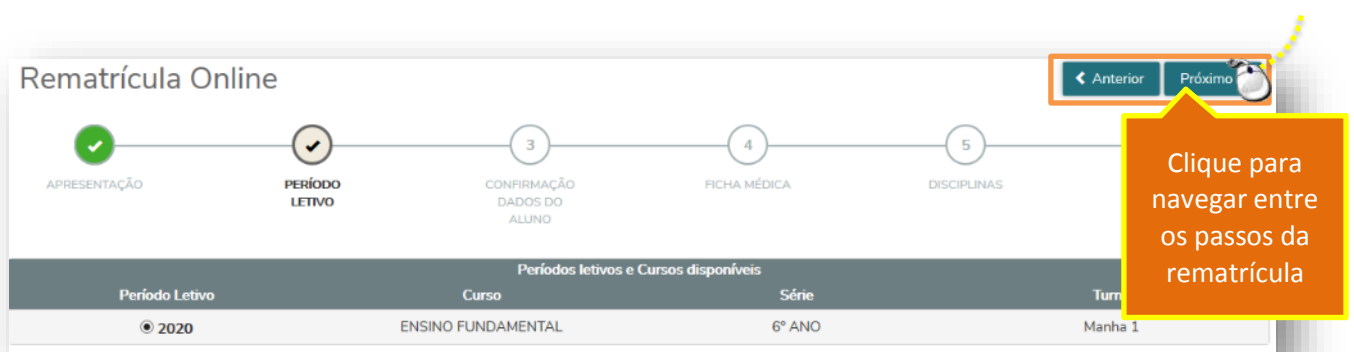 Rematrícula Online
Anterior
Próximo
3
4
5
APRESENTAÇÃO
PERÍODO
LETIVO
CONFIRMAÇÃO
DADOS DO
ALUNO
FICHA MÉDICA
DISCIPLINAS
Clique para
navegar entre
os passos da
rematrícula
Períodos letivos e Cursos disponíveis
Período Letivo Curso Série
2020 ENSINO FUNDAMENTAL 6º ANO Manha 1